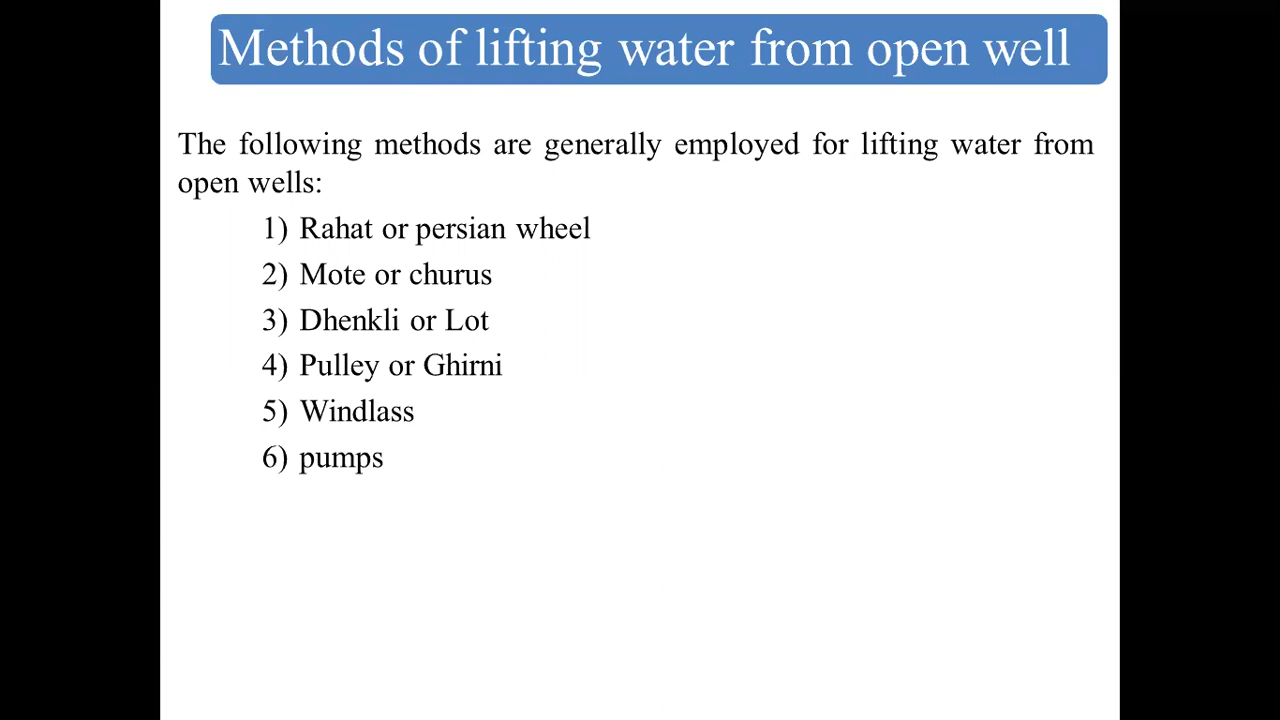 Methods of lifting water from open well
The following methods are generally employed for lifting water from
open wells:
1) Rahat or persian wheel
2) Mote or churus
3) Dhenkli or Lot
4) Pulley or Ghirni
5) Windlass
6) pumps